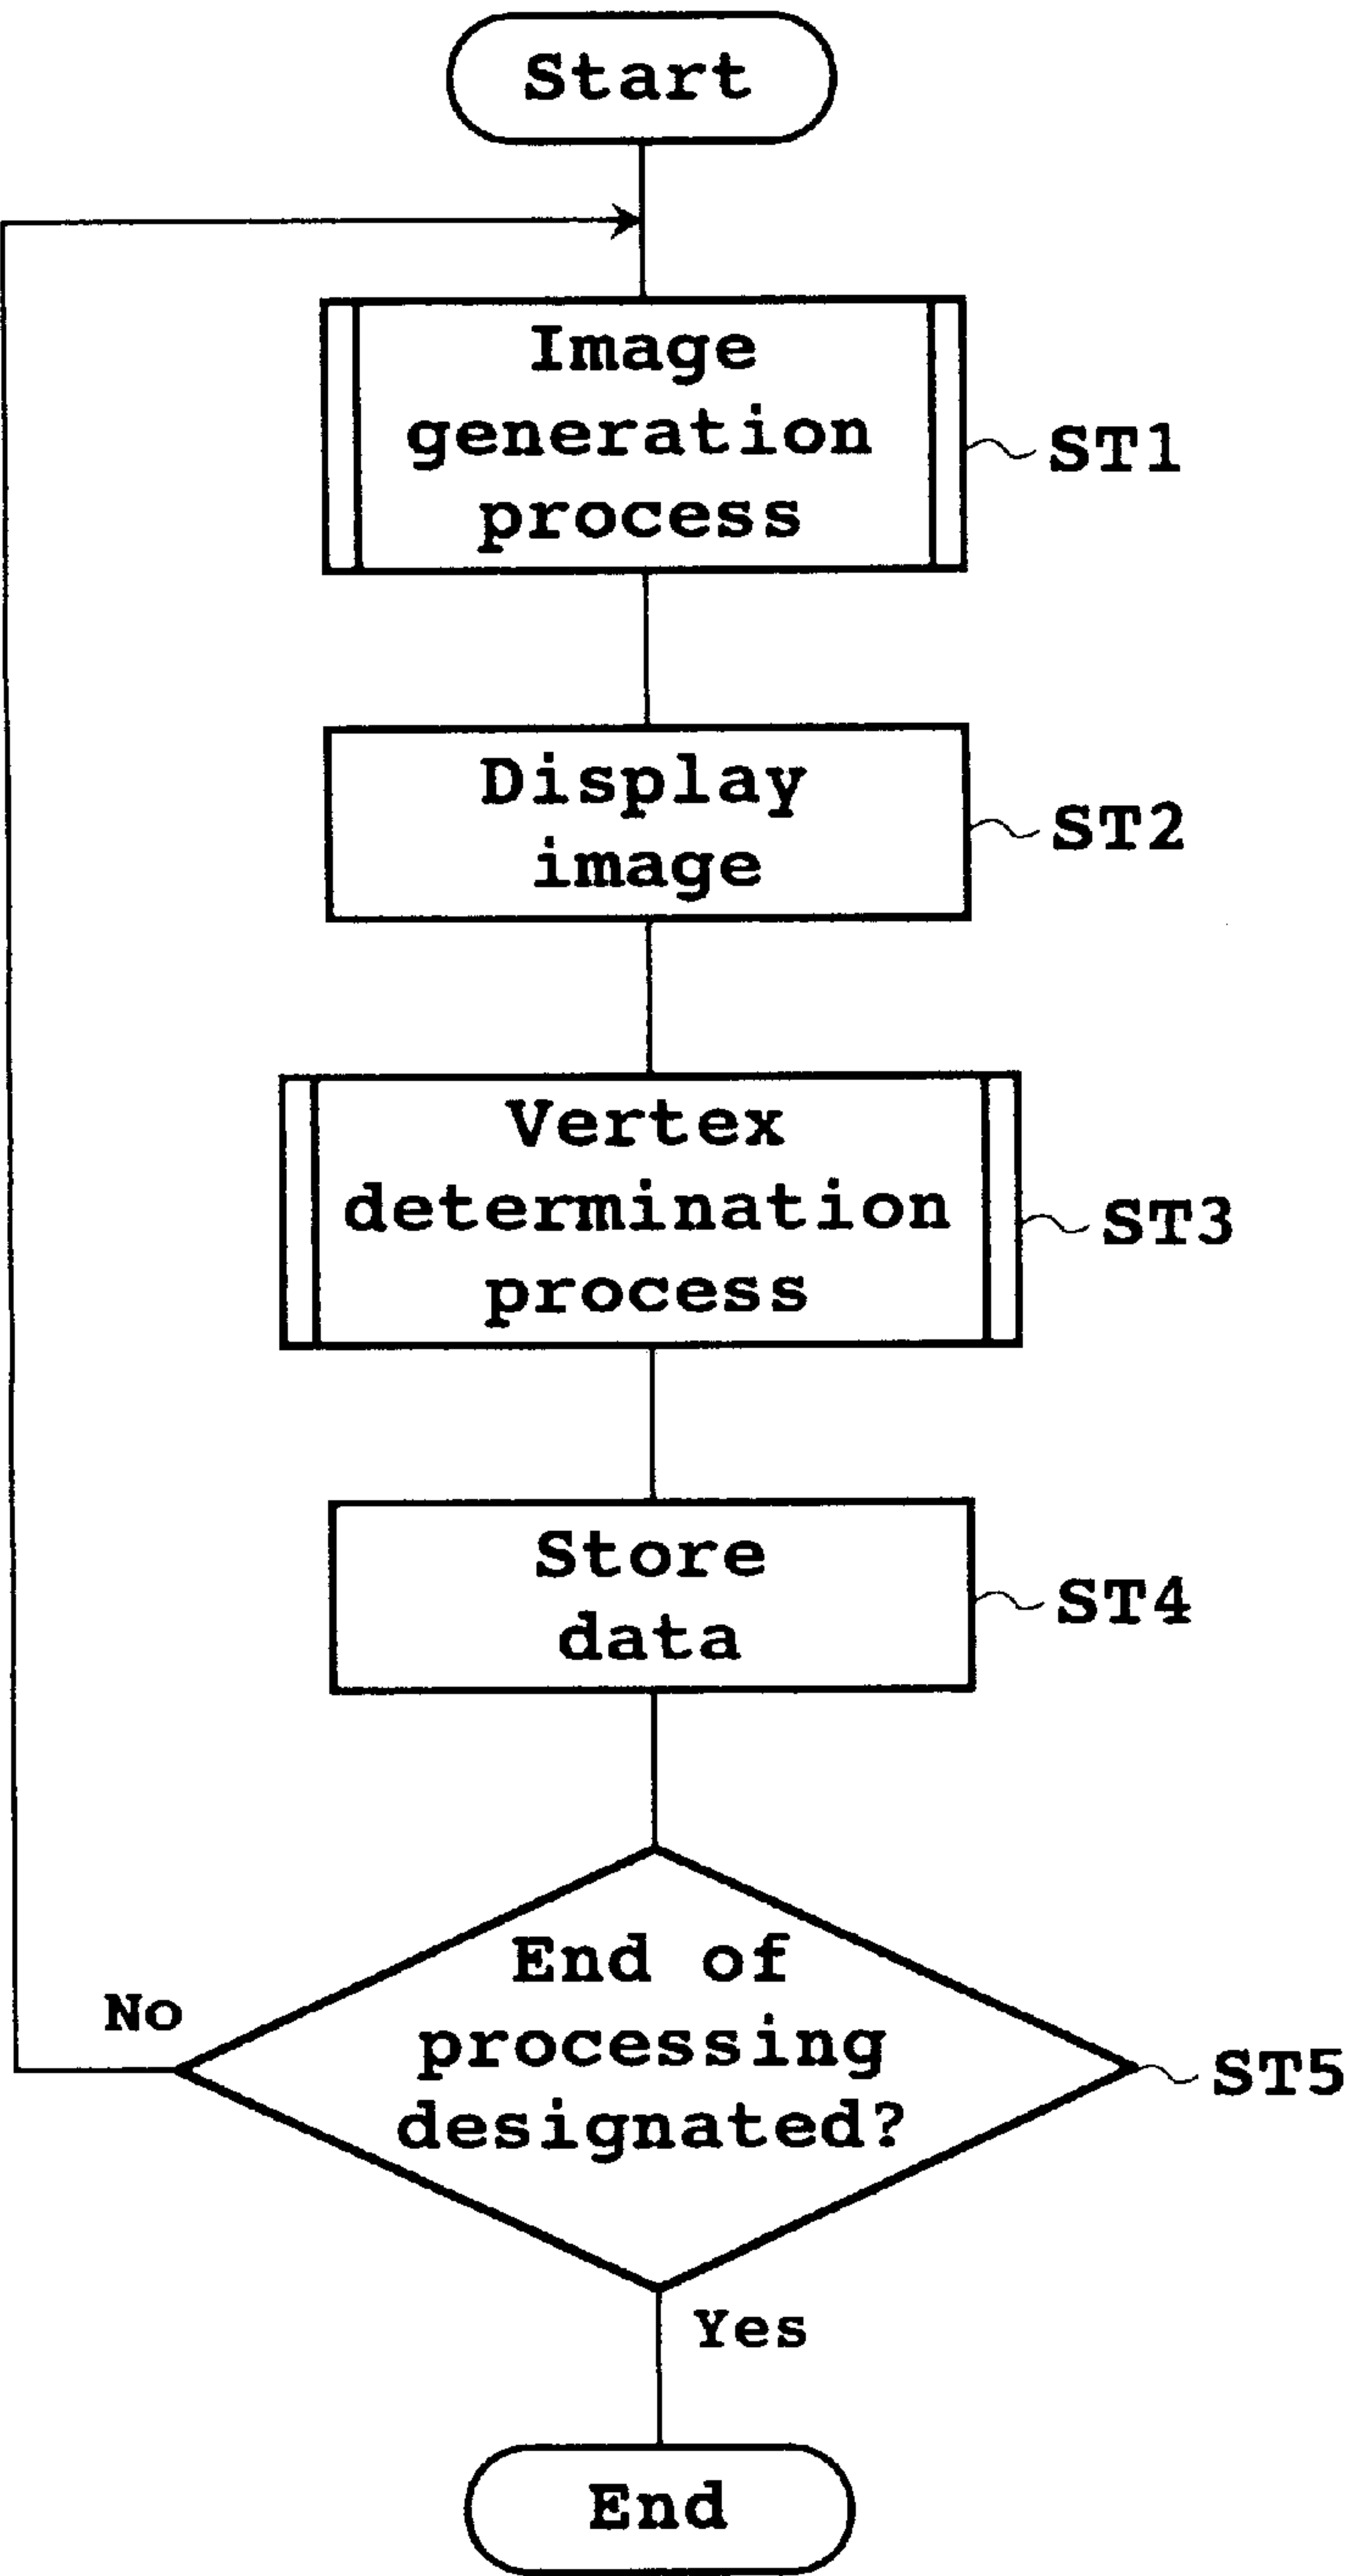 Start
Image
generation
process
ST1
Display
image
ST2
Vertex
determination
process
ST3
Store
data
ST4
End of
processing
designated?
No
ST5
Yes
End